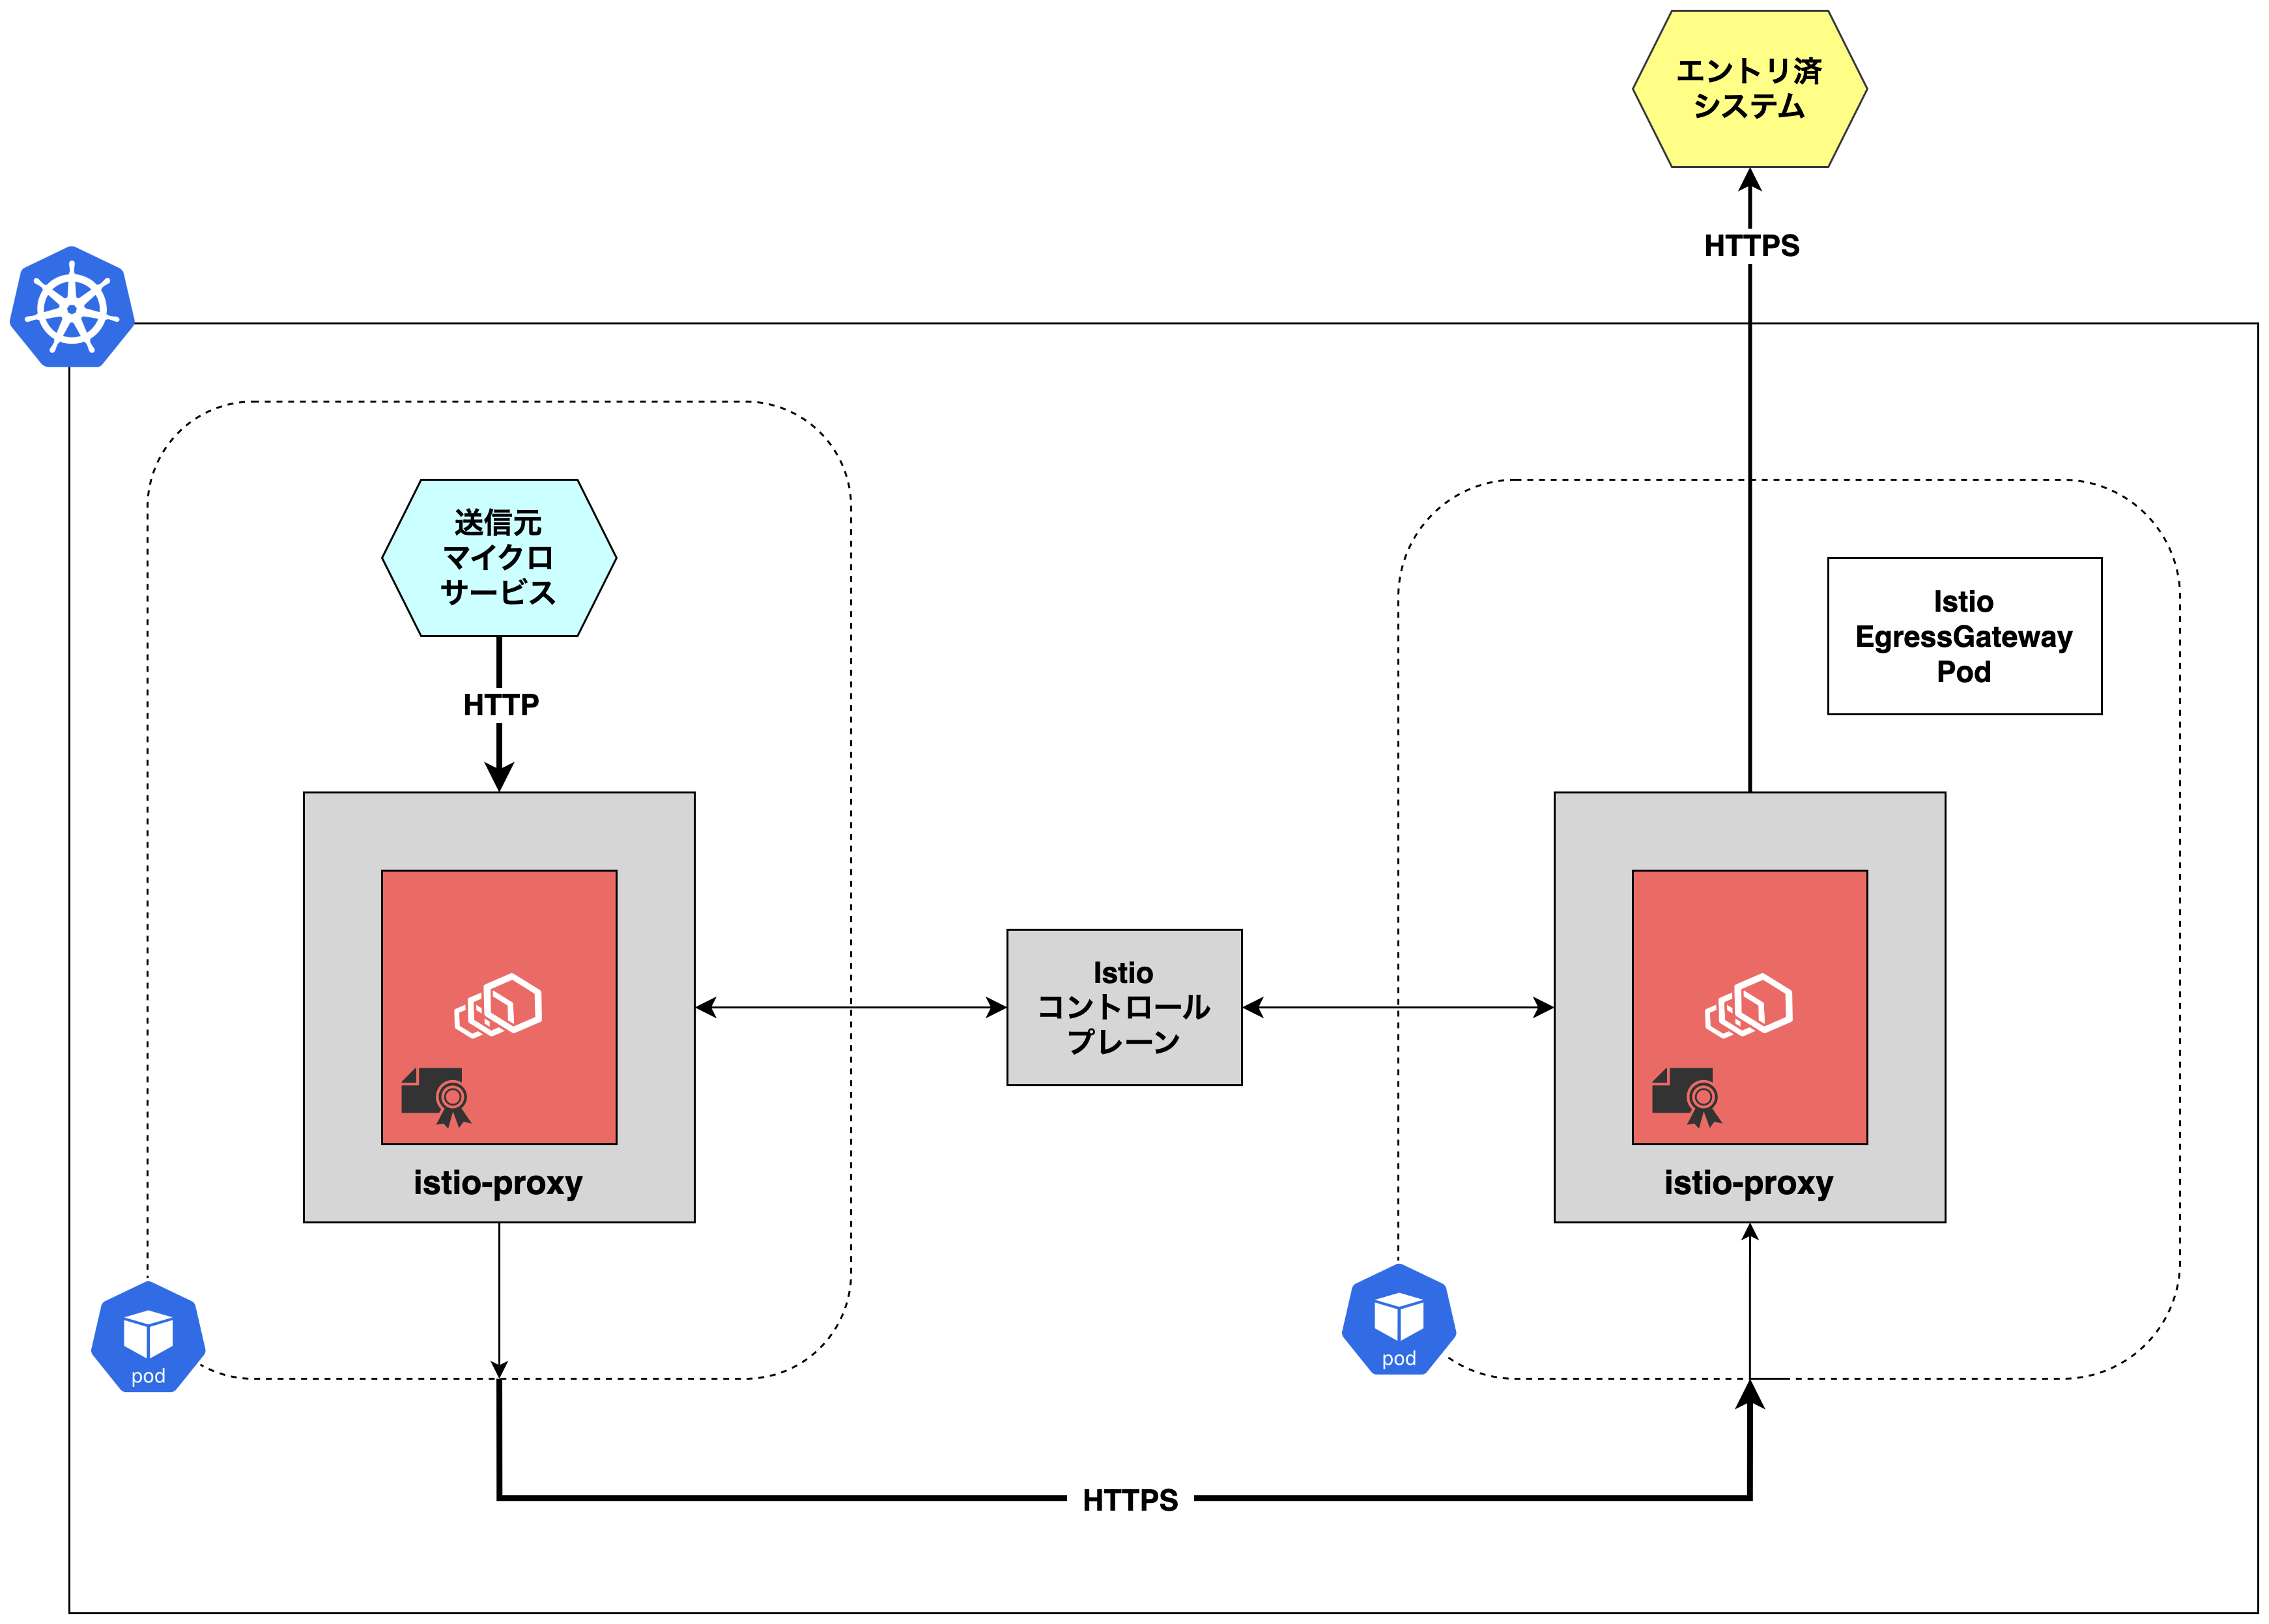 エントリ済
システム
HTTPS
送信元
マイクロ
サービス
HTTP
Istio
EgressGateway
Pod
Istio
コントロール
プレーン
istio-proxy
istio-proxy
pod
pod
HTTPS